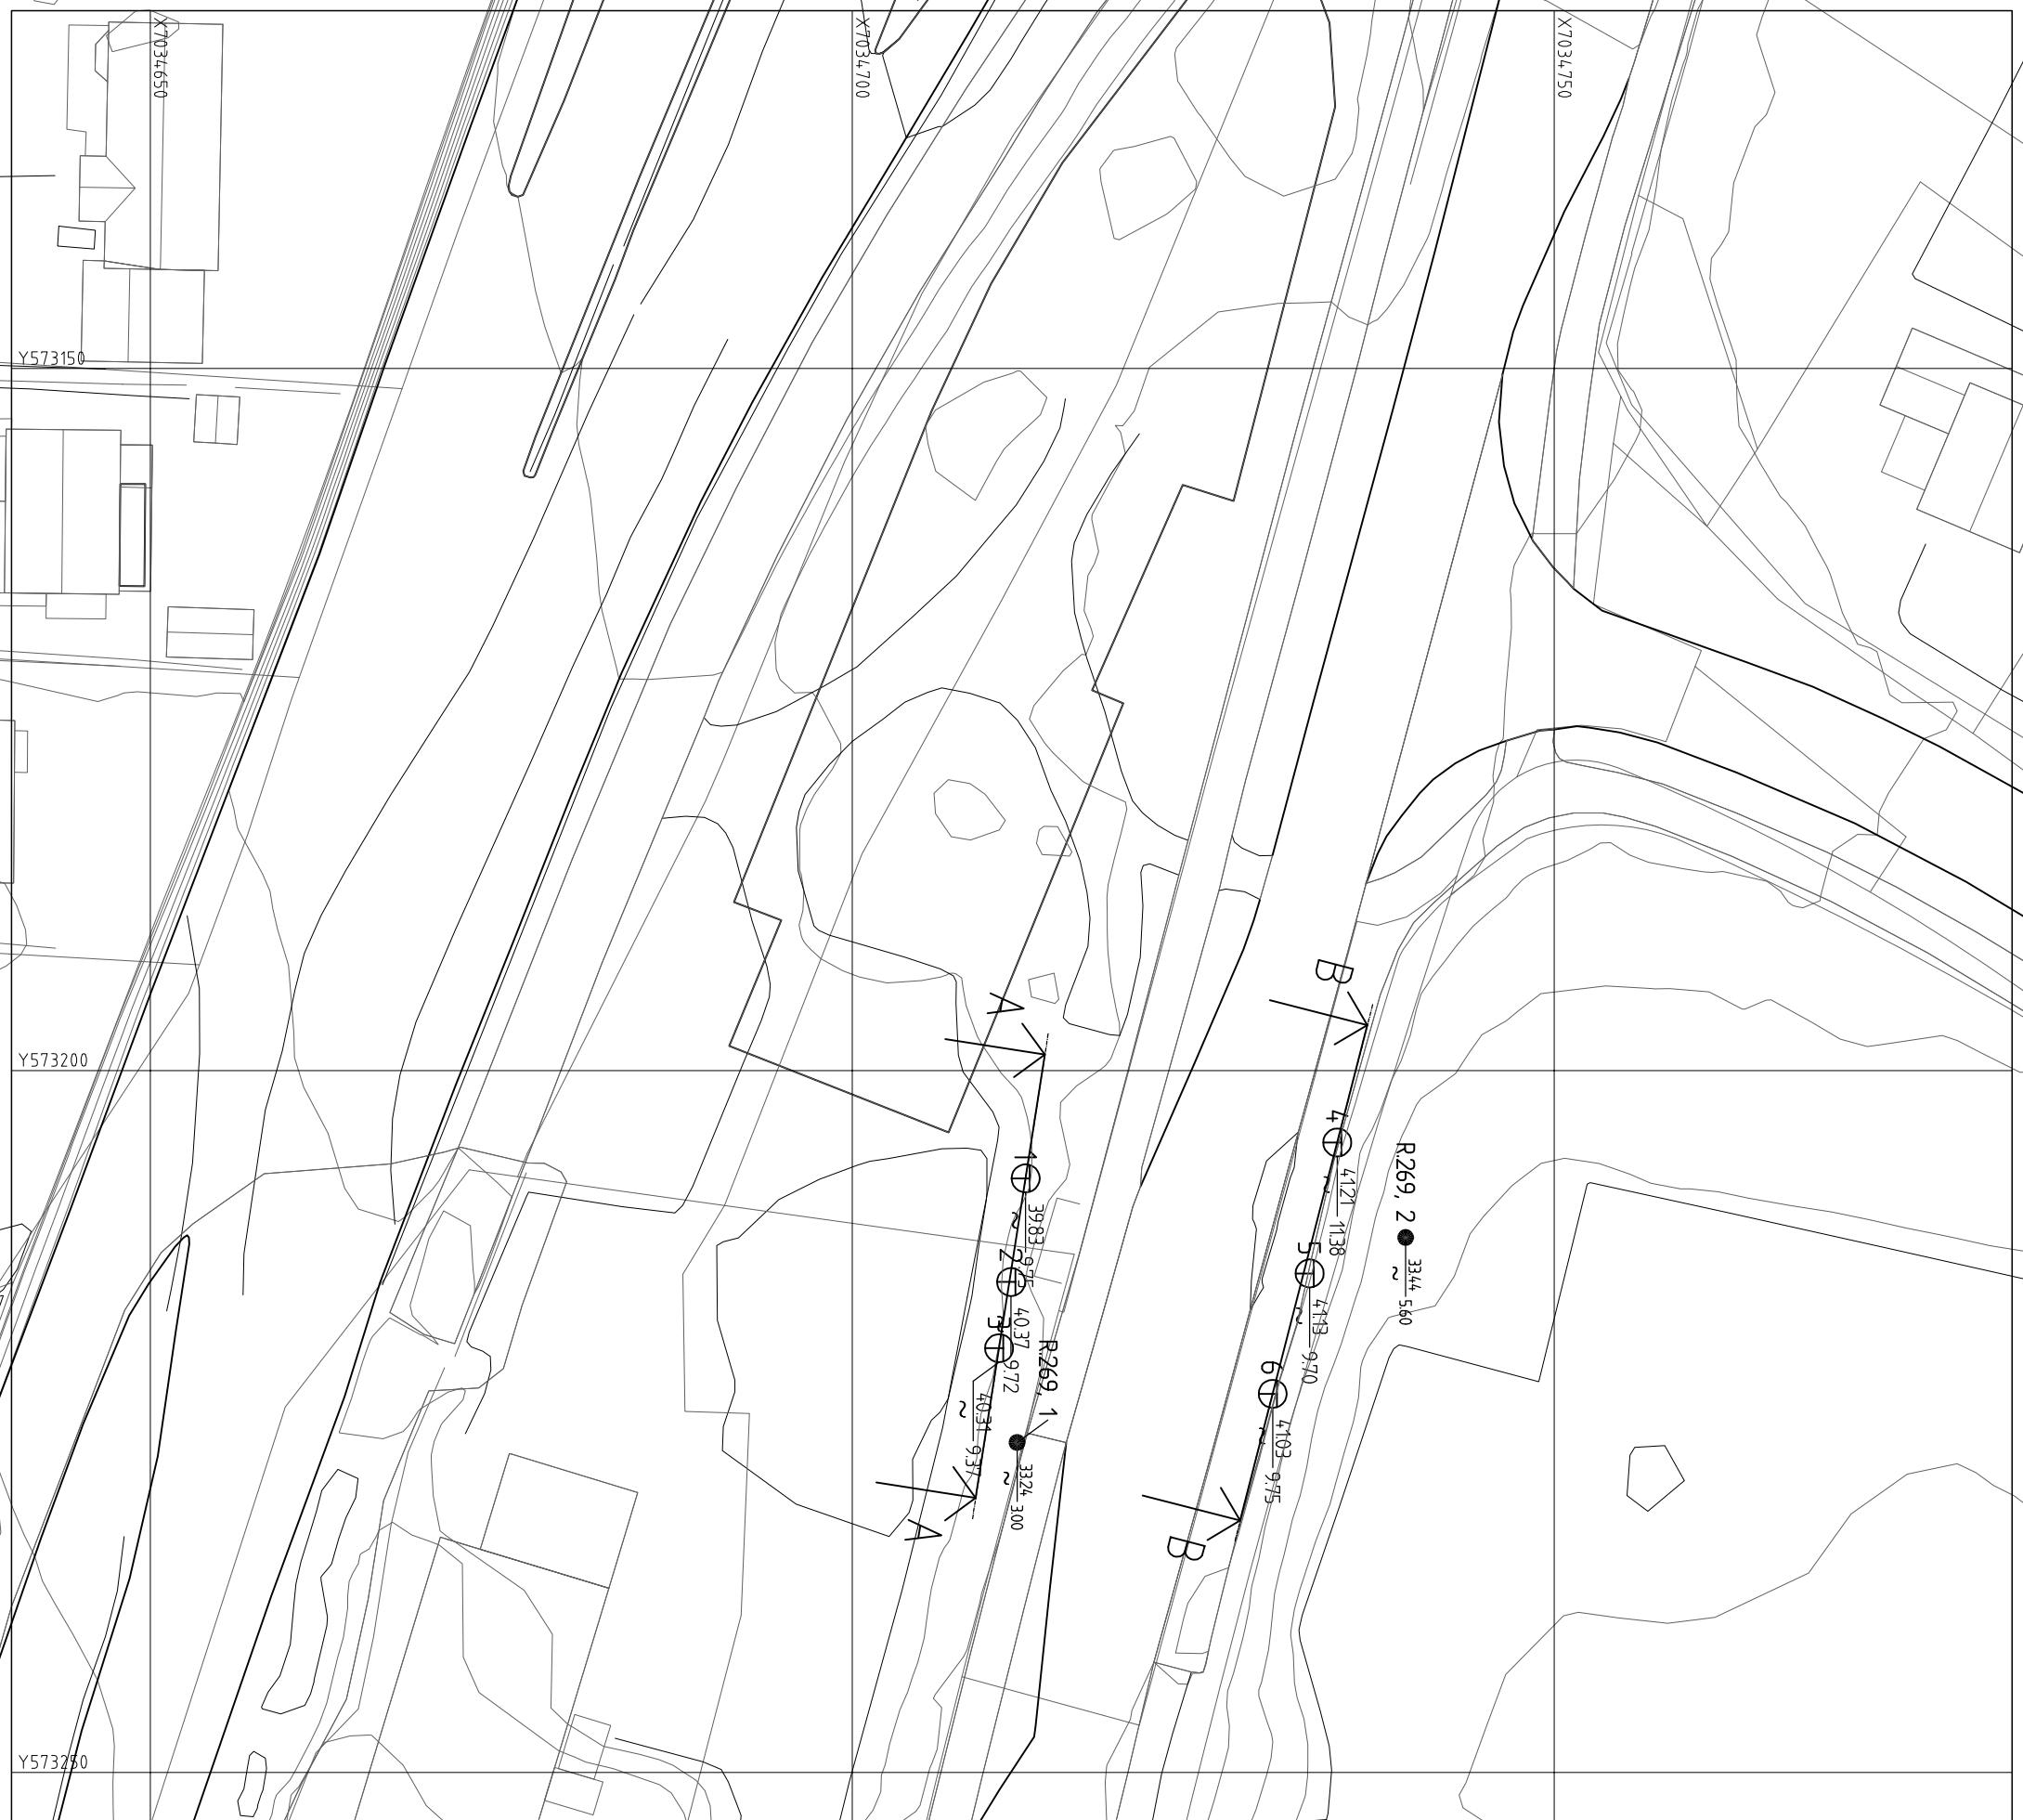 X7034650
X7034700
X7034750
Y573150
B
A
Y573200
4
41.21
11.38
~
R.269, 2
33.44
5.60
~
1
39.83
9.75
~
2
40.37
9.72
~
5
41.13
9.70
~
3
40.31
9.37
~
R.269, 1
33.24
3.00
~
6
41.03
9.75
~
A
B
Y573250